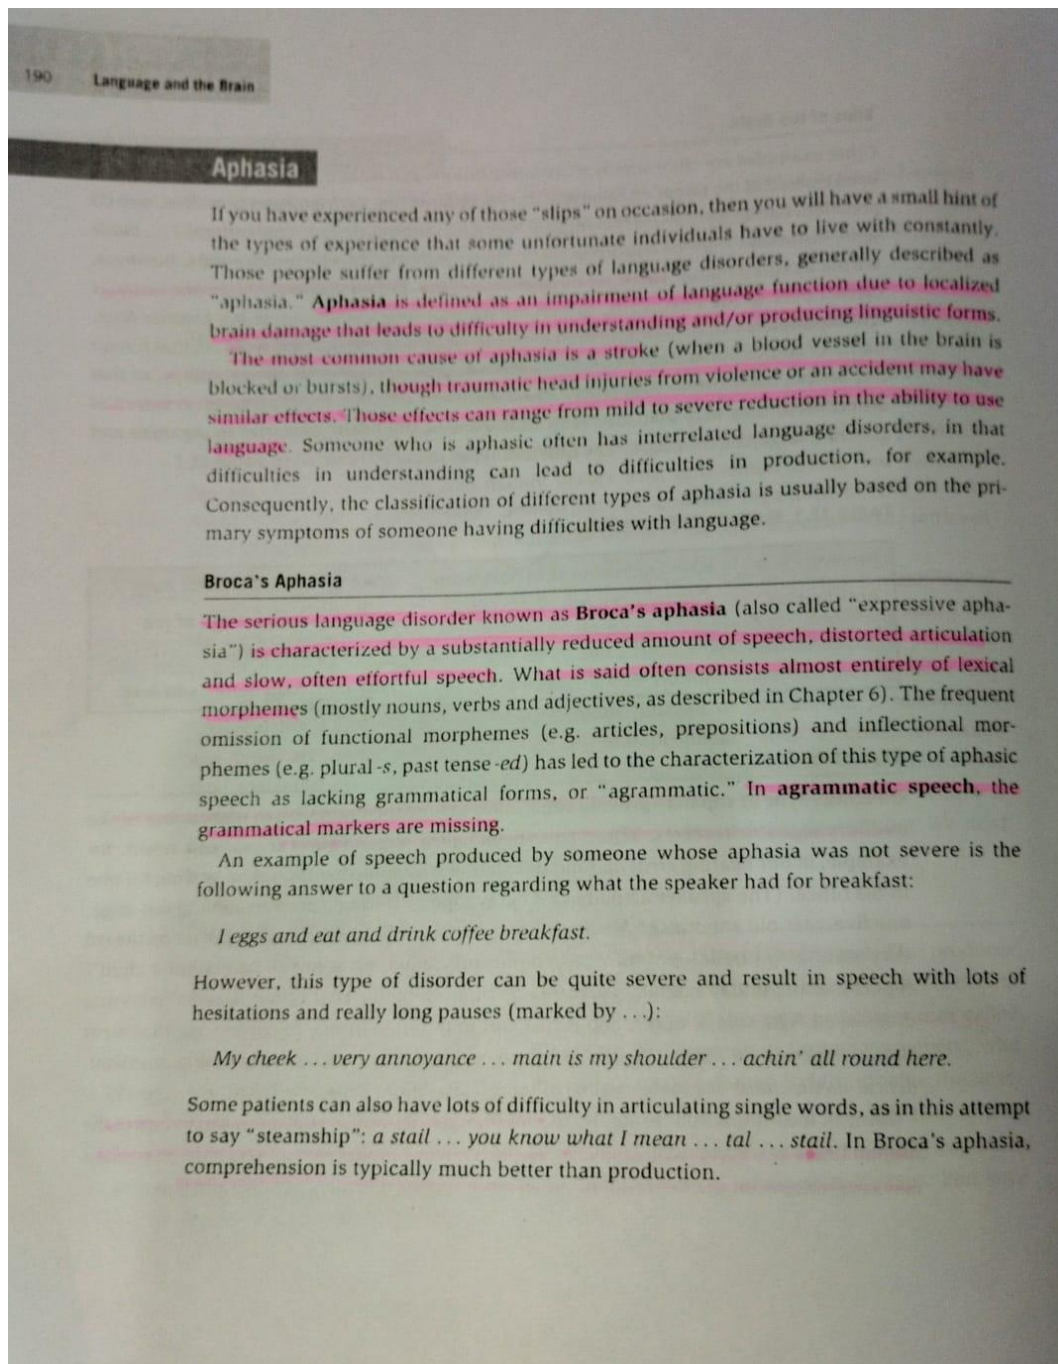 190 Language and the Brain
Aphasia
If you have experienced any of those "slips" on occasion, then you will have a small hint of
the types of experience that some unfortunate individuals have to live with constantly.
Those people suffer from different types of language disorders, generally described as
"aphasia." Aphasia is defined as an impairment of language function due to localized
brain damage that leads to difficulty in understanding and/or producing linguistic forms.
The most common cause of aphasia is a stroke (when a blood vessel in the brain is
blocked or bursts), though traumatic head injuries from violence or an accident may have
similar effects. Those effects can range from mild to severe reduction in the ability to use
language. Someone who is aphasic often has interrelated language disorders, in that
difficulties in understanding can lead to difficulties in production, for example.
Consequently, the classification of different types of aphasia is usually based on the pri-
mary symptoms of someone having difficulties with language.
Broca's Aphasia
The serious language disorder known as Broca's aphasia (also called "expressive apha-
sia") is characterized by a substantially reduced amount of speech, distorted articulation
and slow, often effortful speech. What is said often consists almost entirely of lexical
morphemes (mostly nouns, verbs and adjectives, as described in Chapter 6). The frequent
omission of functional morphemes (e.g. articles, prepositions) and inflectional mor-
phemes (e.g. plural -s, past tense -ed) has led to the characterization of this type of aphasic
speech as lacking grammatical forms, or "agrammatic." In agrammatic speech, the
grammatical markers are missing.
An example of speech produced by someone whose aphasia was not severe is the
following answer to a question regarding what the speaker had for breakfast:
I eggs and eat and drink coffee breakfast.
However, this type of disorder can be quite severe and result in speech with lots of
hesitations and really long pauses (marked by . . .):
My cheek . . . very annoyance . . . main is my shoulder . . . achin' all round here.
Some patients can also have lots of difficulty in articulating single words, as in this attempt
to say "steamship": a stail . . . you know what I mean . . . tal . . . stail. In Broca's aphasia,
comprehension is typically much better than production.